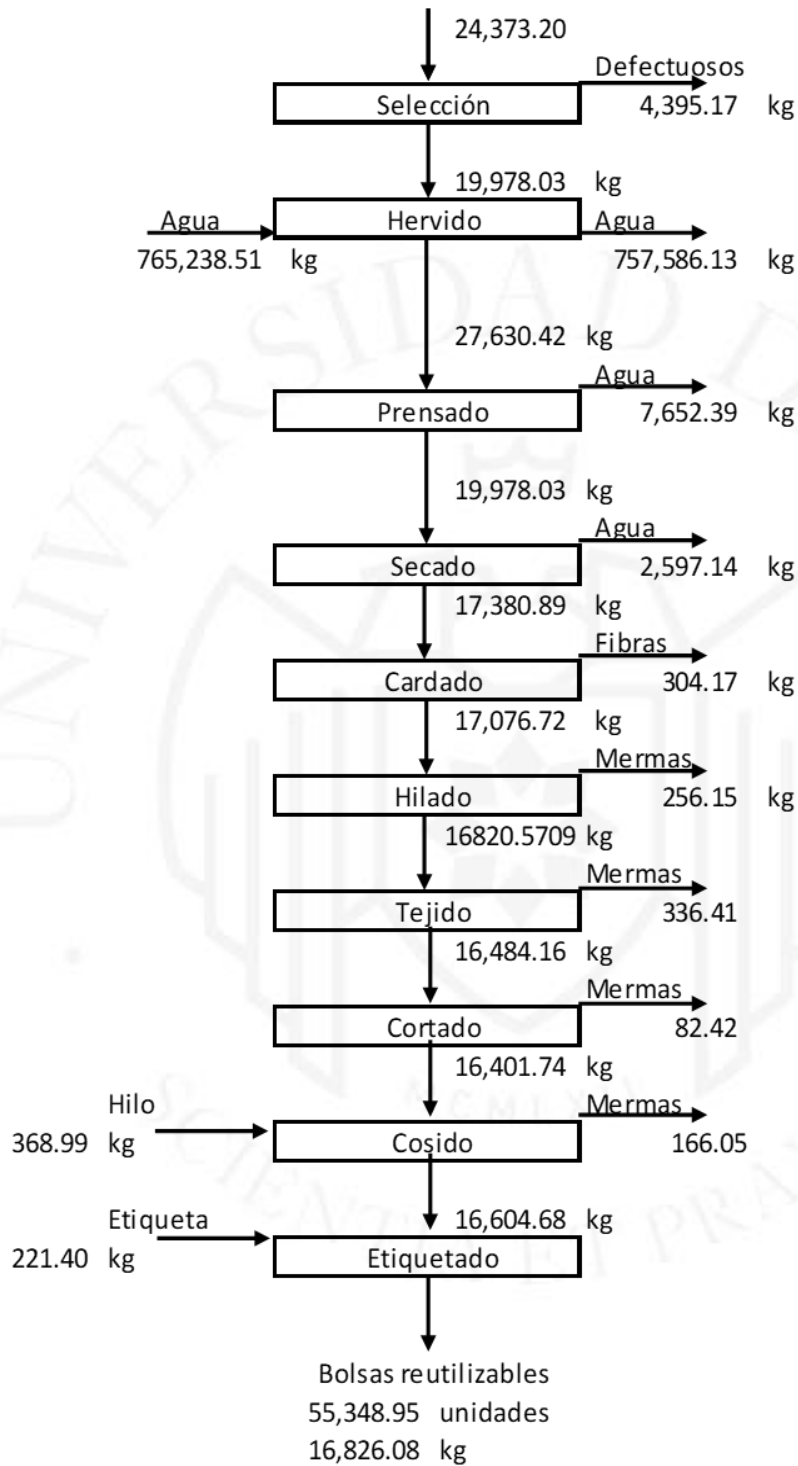 24,373.20
Defectuosos
Selección 4,395.17 kg
19,978.03 kg
Agua Hervido Agua
765,238.51 kg 757,586.13 kg
27,630.42 kg
Agua
Prensado 7,652.39 kg
19,978.03 kg
Agua
Secado 2,597.14 kg
17,380.89 kg
Fibras
Cardado 304.17 kg
17,076.72 kg
Mermas
Hilado 256.15 kg
16820.5709 kg
Mermas
Tejido 336.41
16,484.16 kg
Mermas
Cortado 82.42
16,401.74 kg
Hilo Mermas
368.99 kg Cosido 166.05
Etiqueta 16,604.68 kg
221.40 kg Etiquetado
Bolsas reutilizables
55,348.95 unidades
16,826.08 kg
UNIVERSIDAD D
MCMLXI
SCIENTIA ET PRA